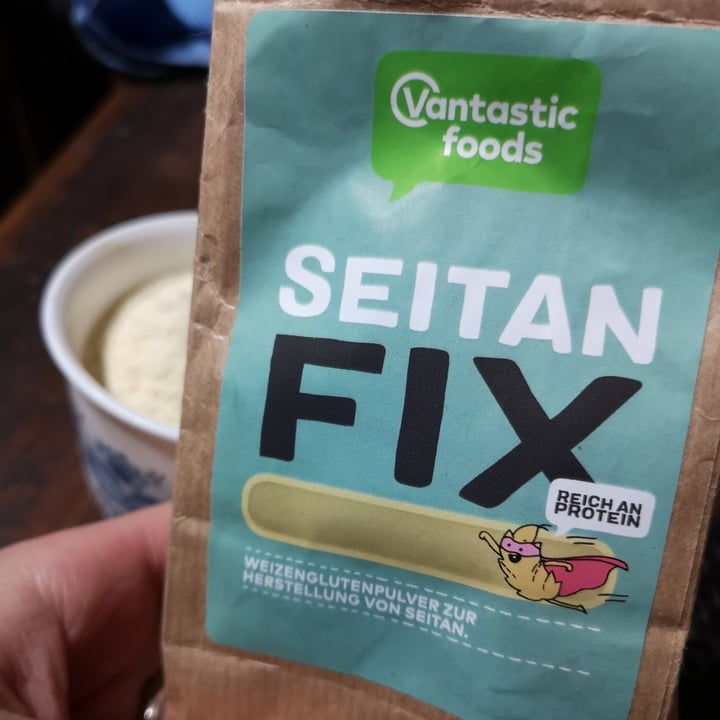 Vantastic
foods
SEITAN
FIX
REICH AN
PROTEIN
WEIZENGLUTENPULVER ZUR
HERSTELLUNG VON SEITAN.